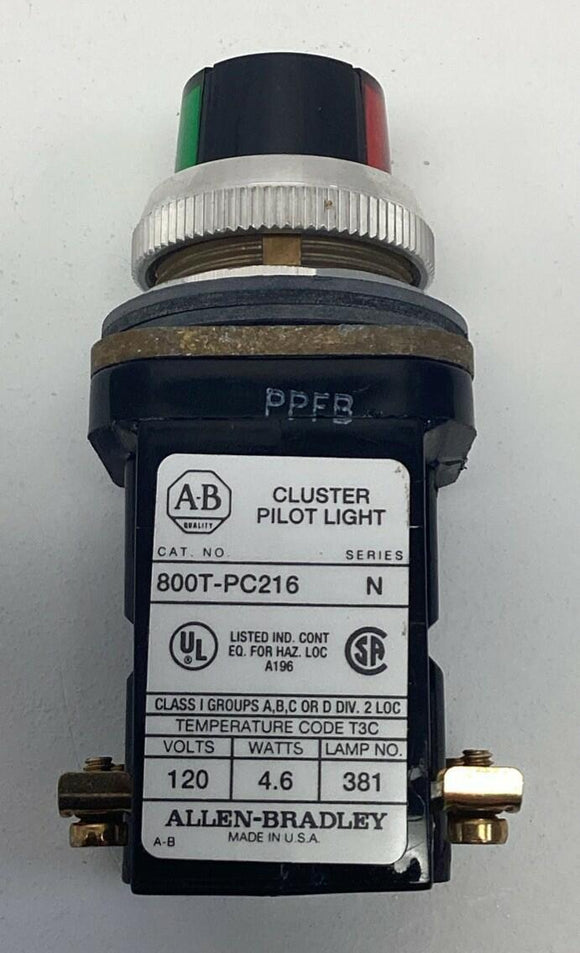 PPFB
A-B
QUALITY
CLUSTER
PILOT LIGHT
CAT. NO. SERIES
800T-PC216 N
UL
®
LISTED IND. CONT
EQ. FOR HAZ. LOC
A196
SA
CLASS I GROUPS A,B,C OR D DIV. 2 LOC
TEMPERATURE CODE T3C
VOLTS WATTS LAMP NO.
120 4.6 381
ALLEN-BRADLEY
A-B MADE IN U.S.A.